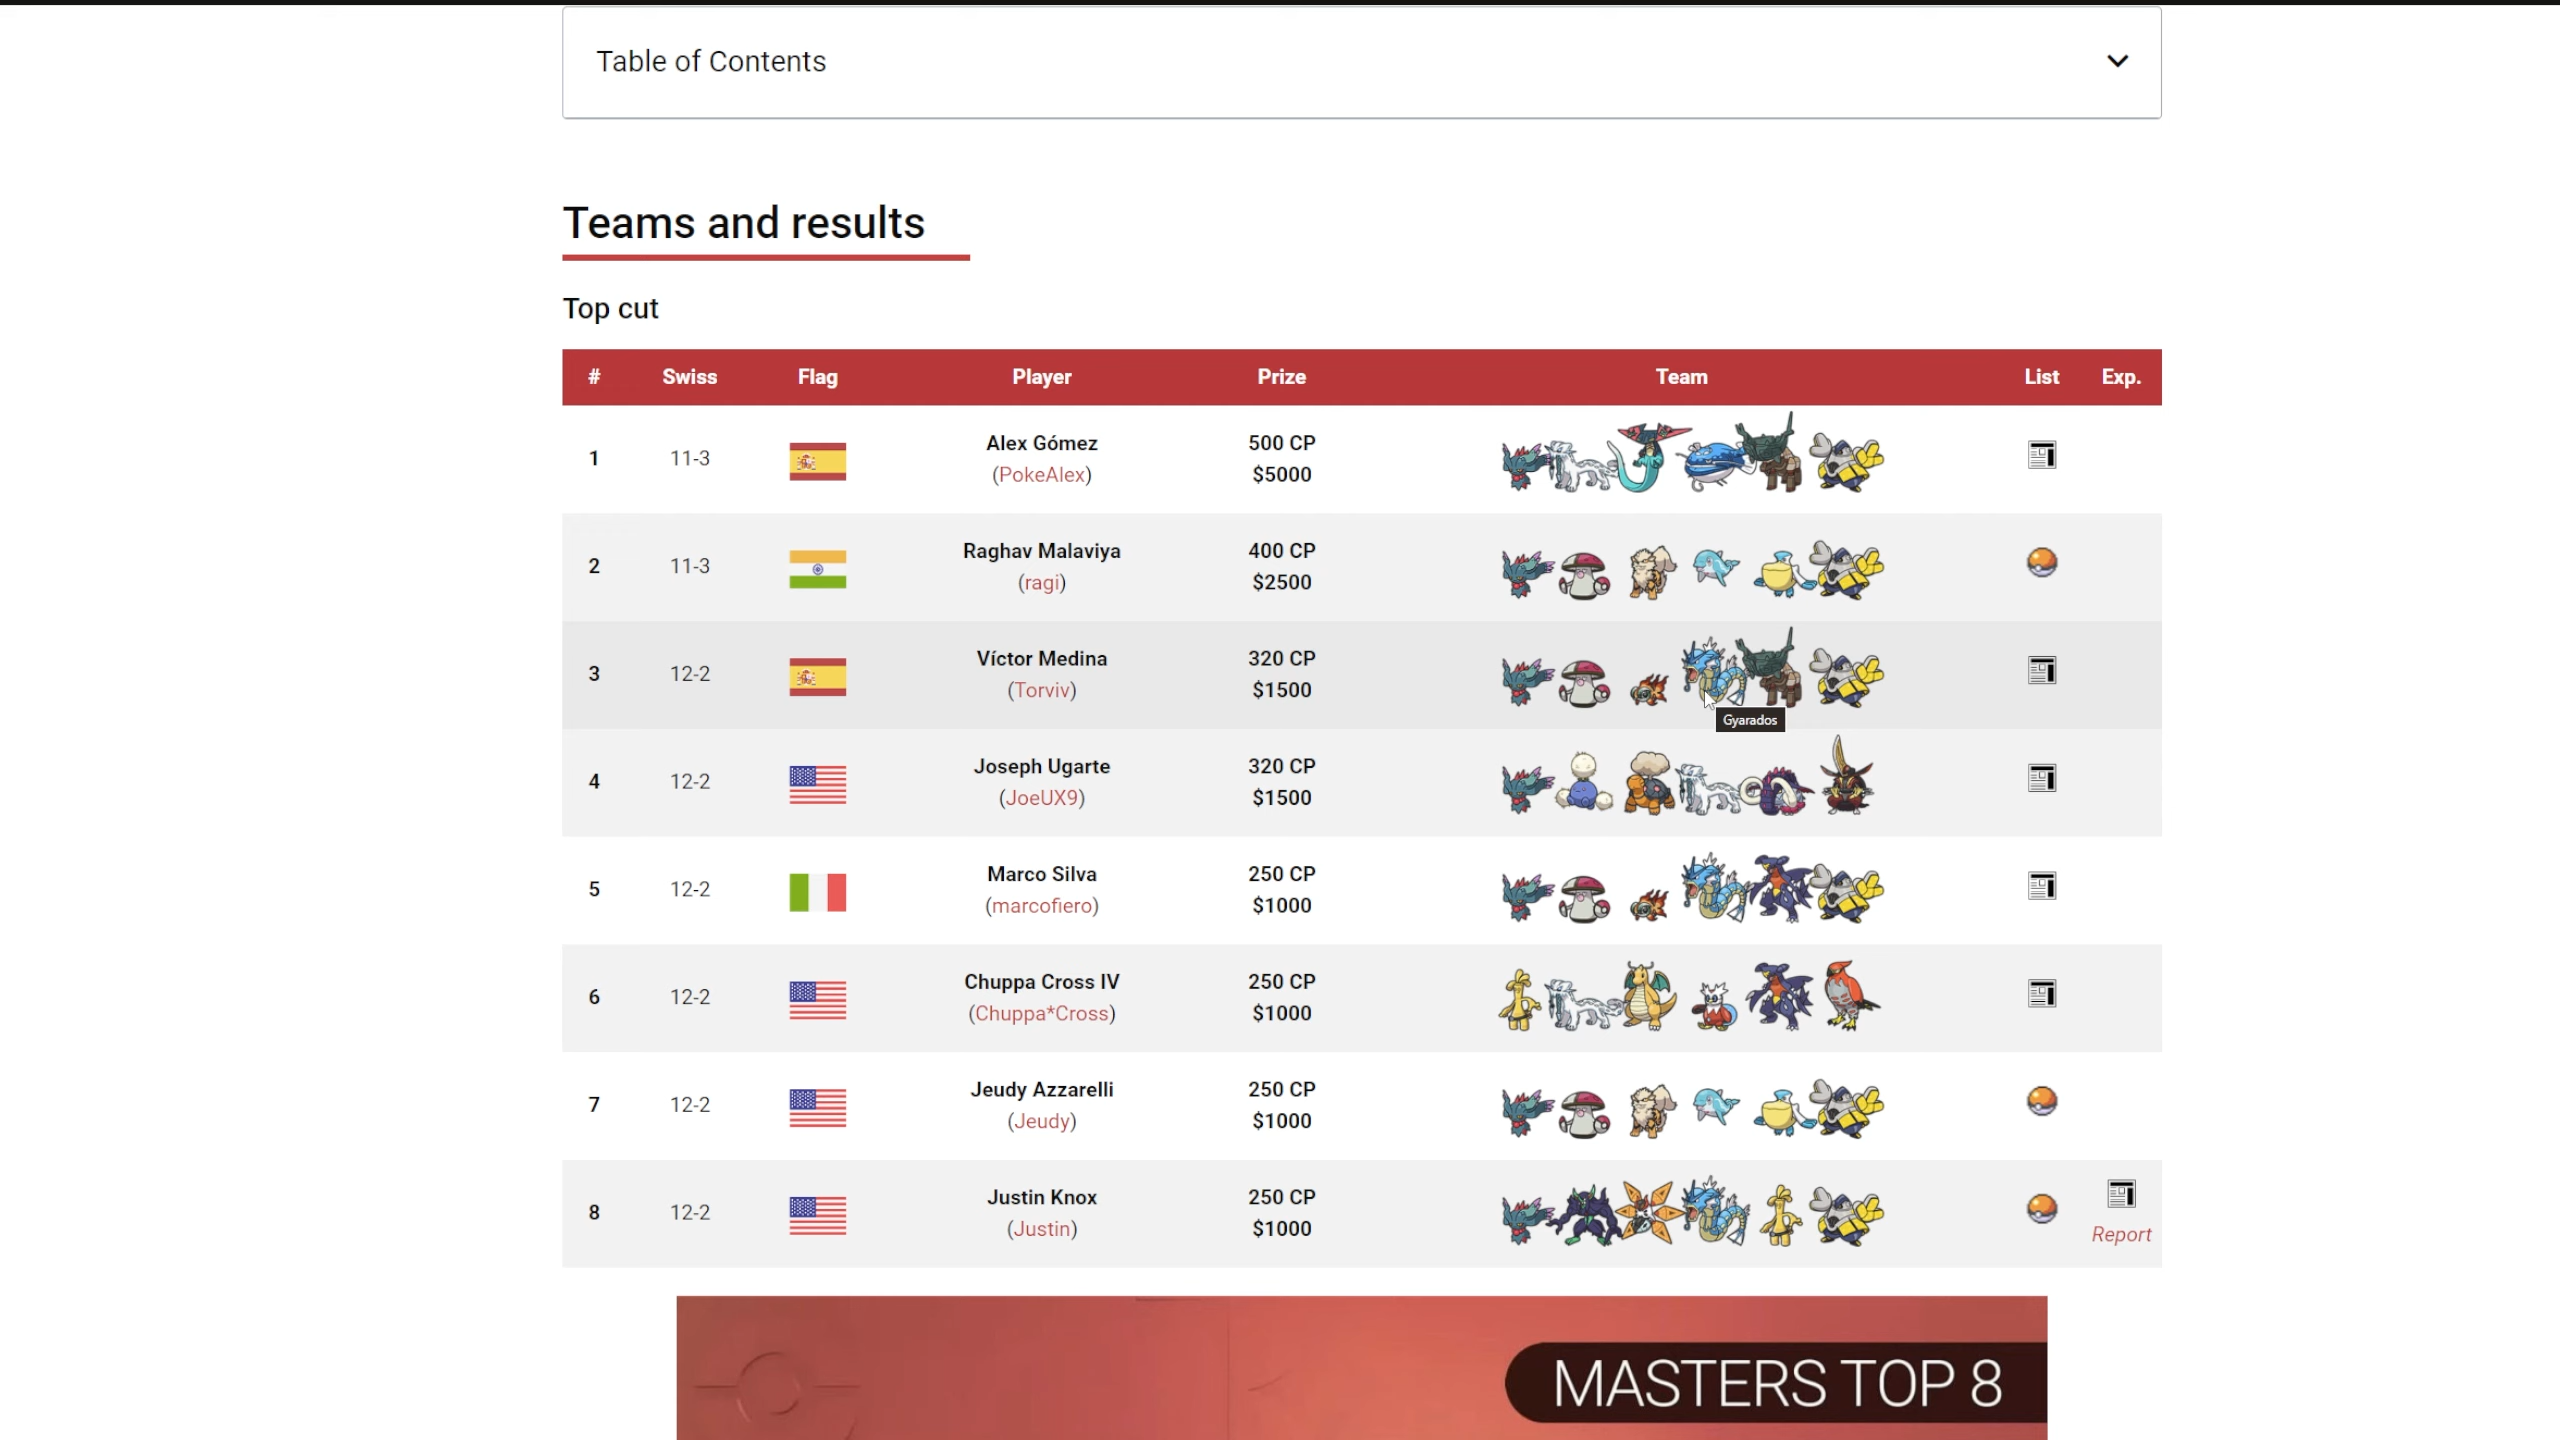 Table of Contents
Teams and results
Top cut
# Swiss Flag Player Prize Team List Exp.
1 11-3 Alex Gómez 500 CP
(PokeAlex) $5000
2 11-3 Raghav Malaviya 400 CP
(ragi) $2500
3 12-2 Víctor Medina 320 CP
(Torviv) $1500
Gyarados
4 12-2 Joseph Ugarte 320 CP
(JoeUX9) $1500
5 12-2 Marco Silva 250 CP
(marcofiero) $1000
6 12-2 Chuppa Cross IV 250 CP
(Chuppa*Cross) $1000
7 12-2 Jeudy Azzarelli 250 CP
(Jeudy) $1000
8 12-2 Justin Knox 250 CP
(Justin) $1000 Report
MASTERS TOP 8